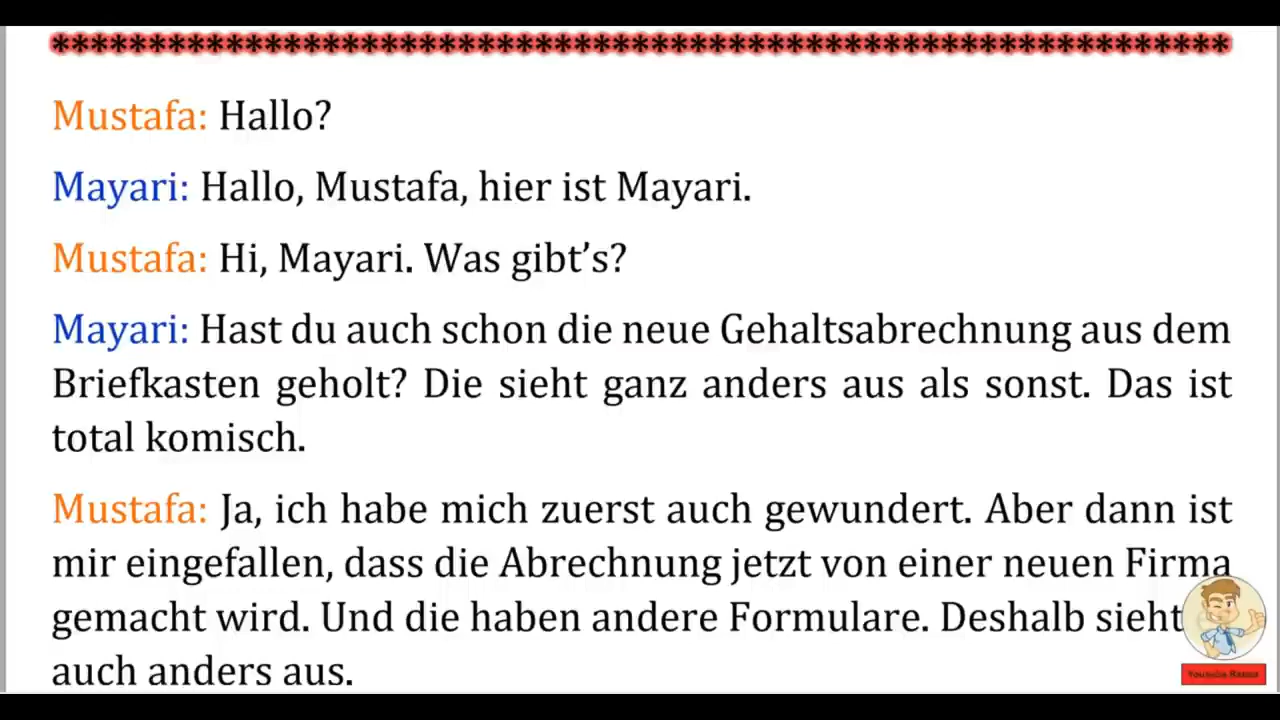 ************************************************************
Mustafa: Hallo?
Mayari: Hallo, Mustafa, hier ist Mayari.
Mustafa: Hi, Mayari. Was gibt’s?
Mayari: Hast du auch schon die neue Gehaltsabrechnung aus dem
Briefkasten geholt? Die sieht ganz anders aus als sonst. Das ist
total komisch.
Mustafa: Ja, ich habe mich zuerst auch gewundert. Aber dann ist
mir eingefallen, dass die Abrechnung jetzt von einer neuen Firma
gemacht wird. Und die haben andere Formulare. Deshalb sieht
auch anders aus.